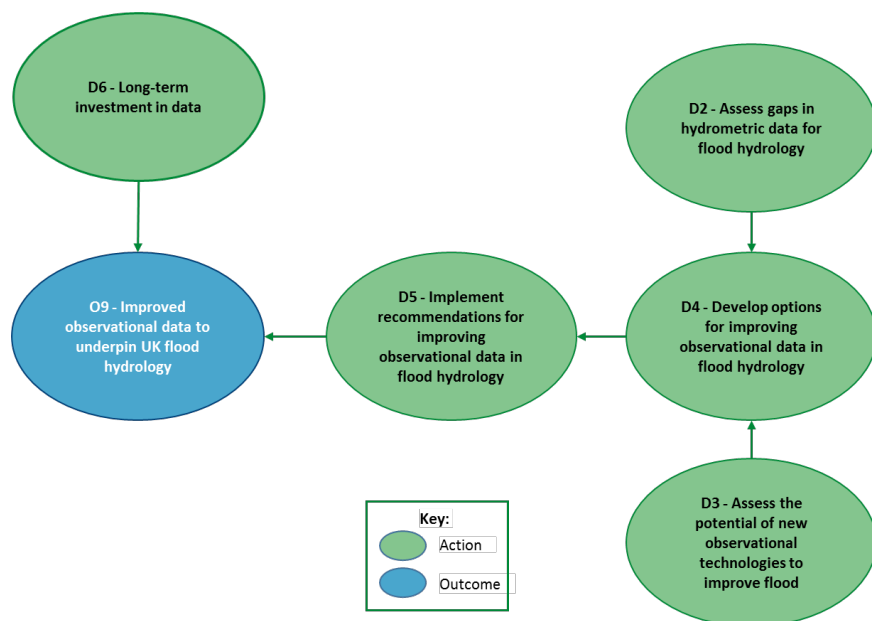 D6 - Long-term
investment in data
D2 - Assess gaps in
hydrometric data for
flood hydrology
O9 - Improved
observational data to
underpin UK flood
hydrology
D5 - Implement
recommendations for
improving
observational data in
flood hydrology
D4 - Develop options
for improving
observational data in
flood hydrology
D3 - Assess the
potential of new
observational
technologies to
improve flood
Key:
Action
Outcome